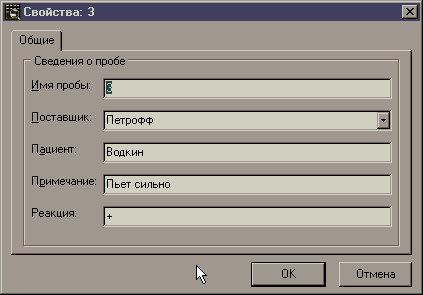 Свойства: 3
Общие
Сведения о пробе
Имя пробы: 3
Поставщик: Петрофф
Пациент: Водкин
Примечание: Пьет сильно
Реакция: +
OK Отмена